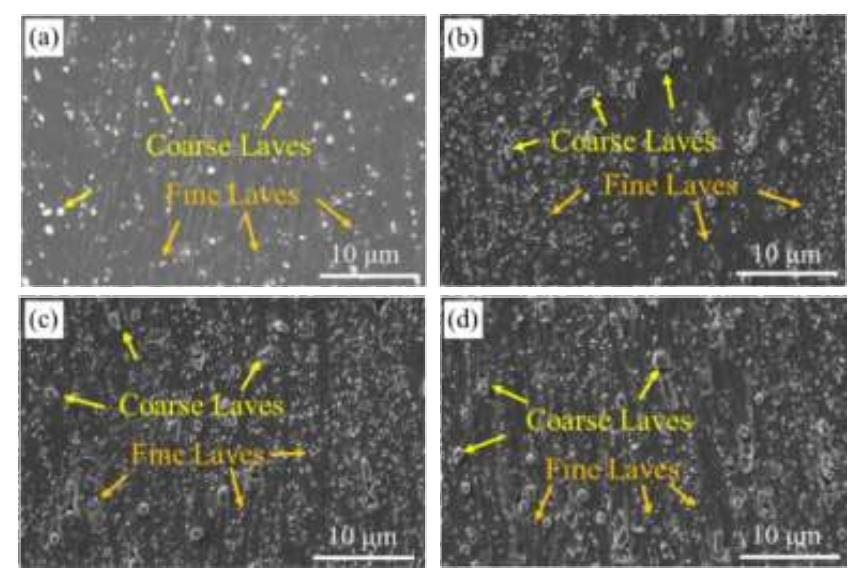 (a)
Coarse Laves
Fine Laves
10 μm
(b)
Coarse Laves
Fine Laves
10 μm
(c)
Coarse Laves
Fine Laves
10 μm
(d)
Coarse Laves
Fine Laves
10 μm